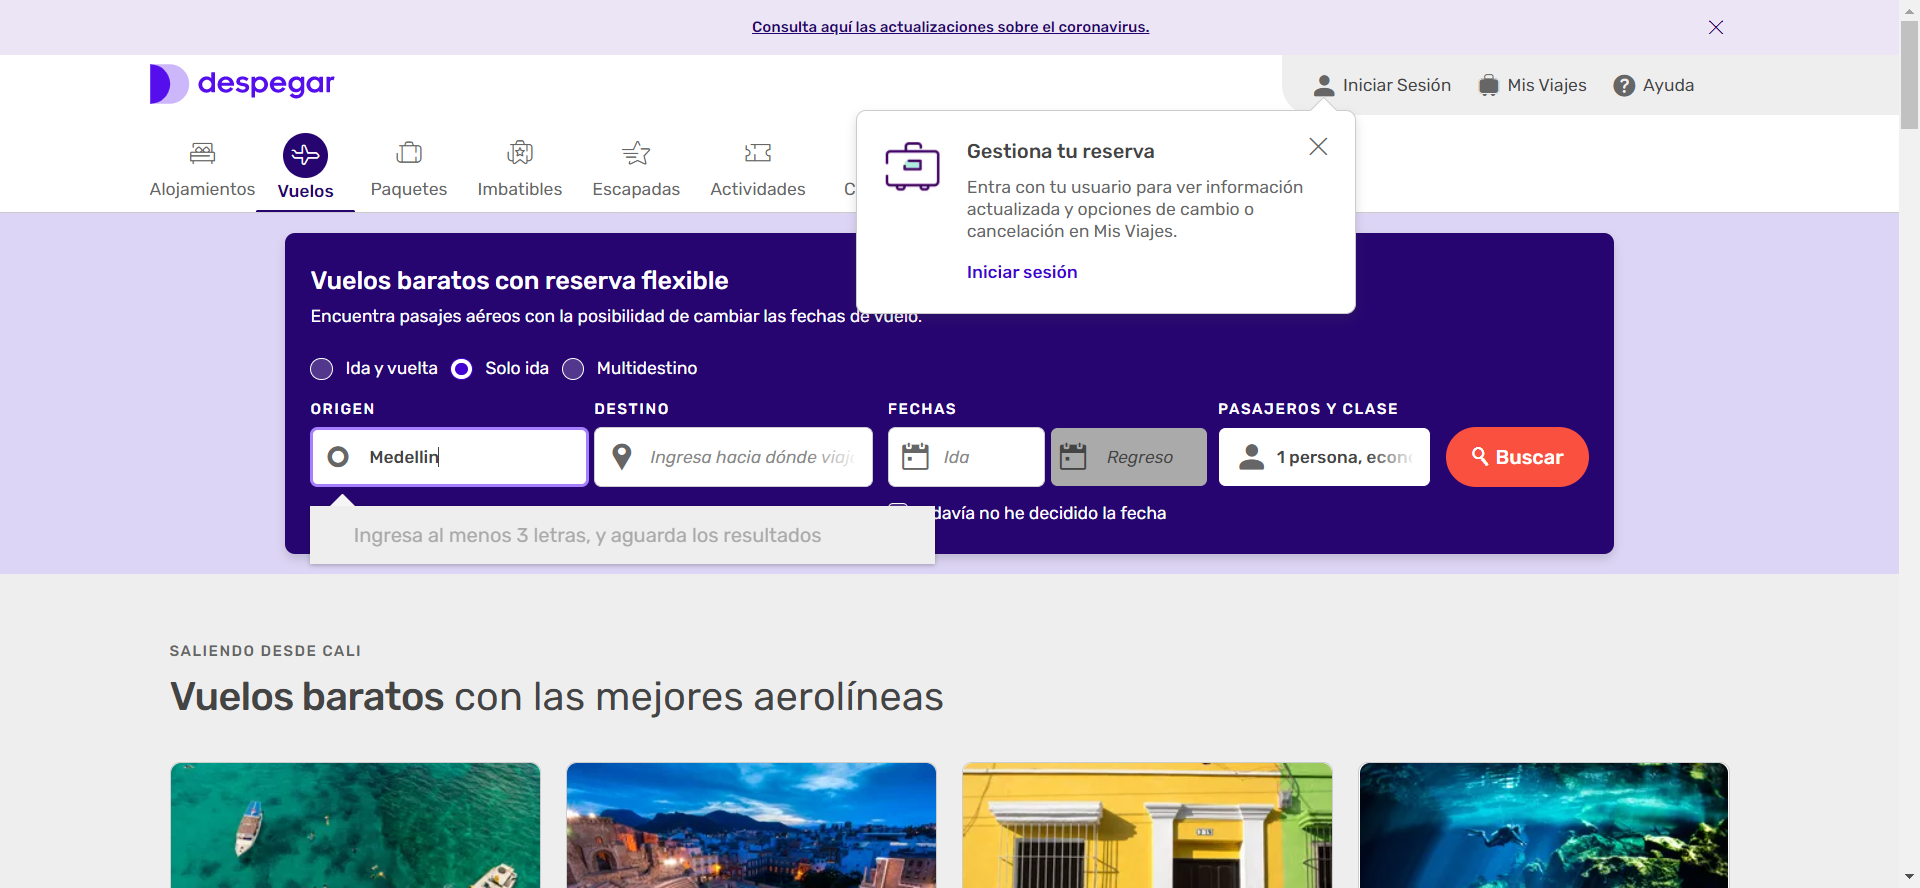 Consulta aquí las actualizaciones sobre el coronavirus.
despegar
Iniciar Sesión
Mis Viajes
Ayuda
Alojamientos
Vuelos
Paquetes
Imbatibles
Escapadas
Actividades
C
Gestiona tu reserva
Entra con tu usuario para ver información
actualizada y opciones de cambio o
cancelación en Mis Viajes.
Iniciar sesión
Vuelos baratos con reserva flexible
Encuentra pasajes aéreos con la posibilidad de cambiar las fechas de vuelo.
Ida y vuelta
Solo ida
Multidestino
ORIGEN
DESTINO
FECHAS
PASAJEROS Y CLASE
Medellin
Ingresa hacia dónde viaj
Ida
Regreso
1 persona, econ
Buscar
davía no he decidido la fecha
Ingresa al menos 3 letras, y aguarda los resultados
SALIENDO DESDE CALI
Vuelos baratos con las mejores aerolíneas